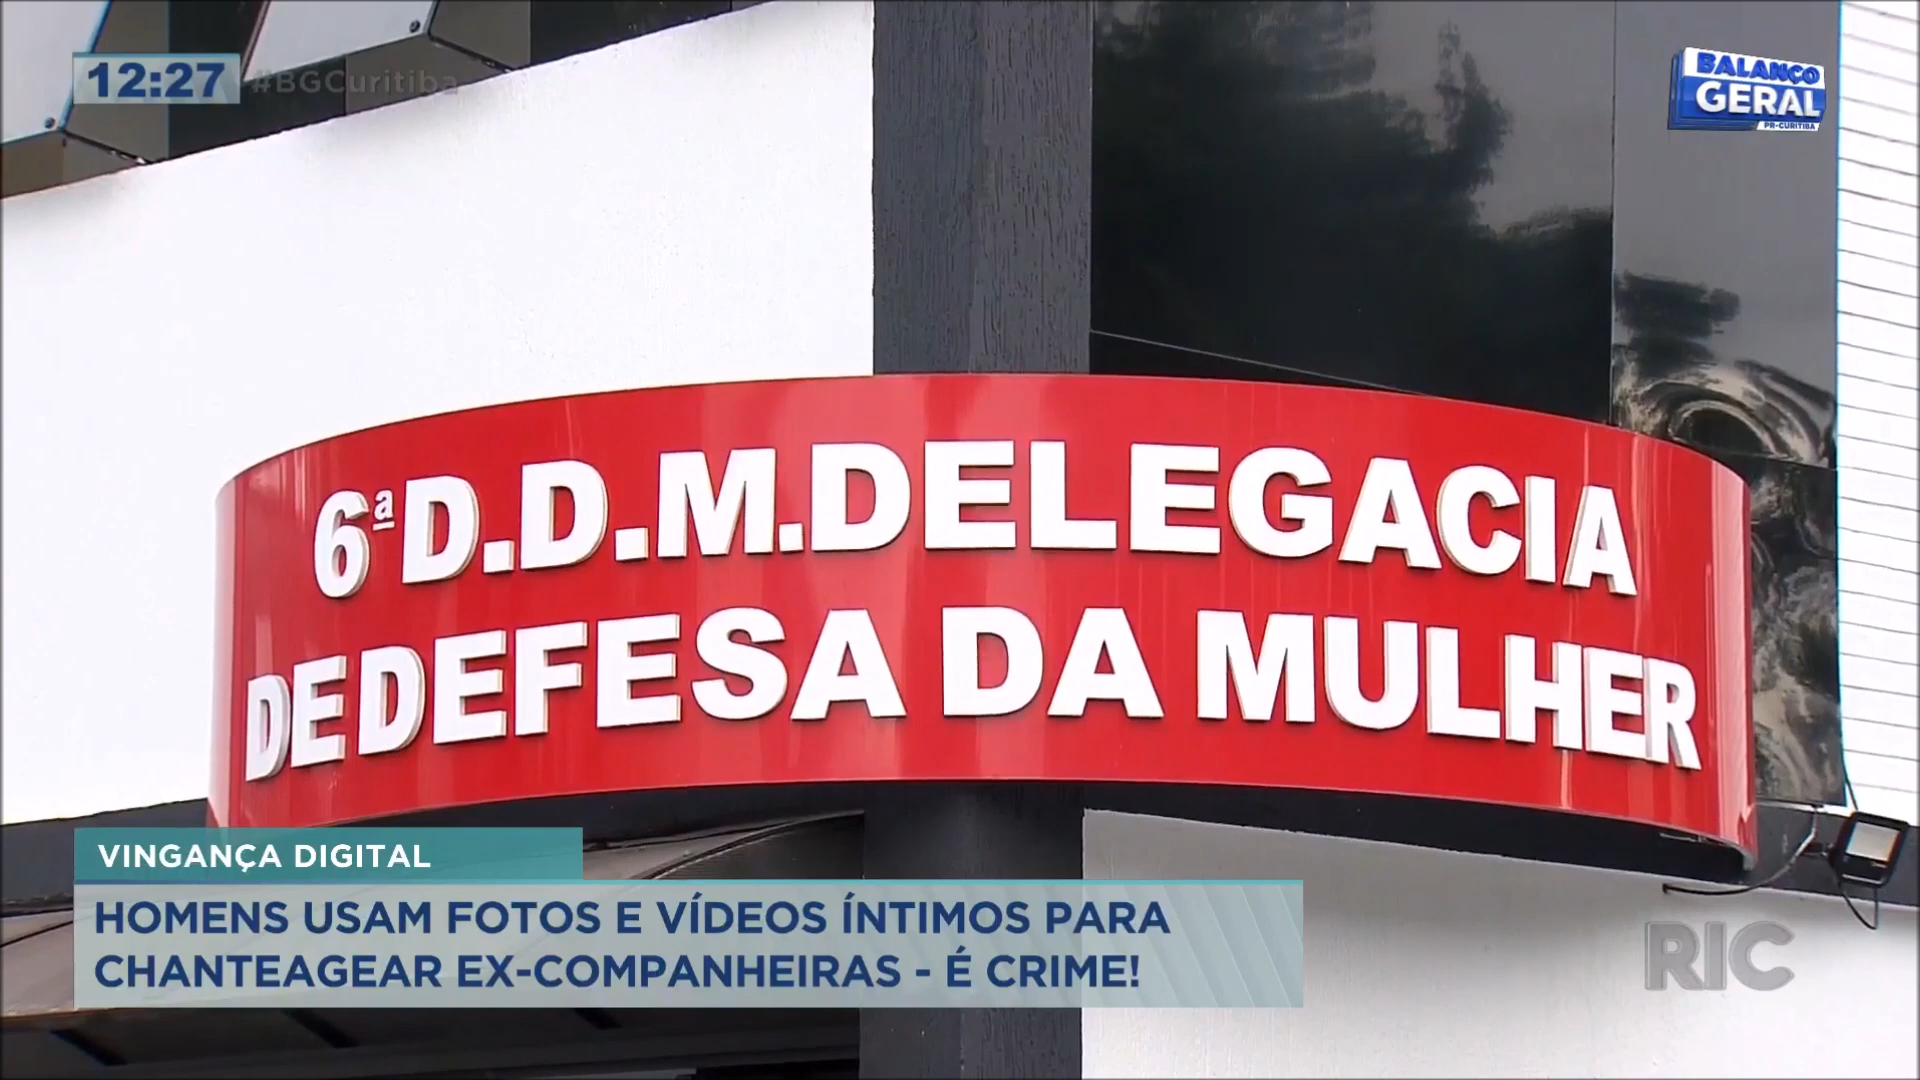 12:27 #BGCuritiba
BALANÇO
GERAL
PR-CURITIBA
6ª D.D.M. DELEGACIA
DE DEFESA DA MULHER
VINGANÇA DIGITAL
HOMENS USAM FOTOS E VÍDEOS ÍNTIMOS PARA
CHANTEAGEAR EX-COMPANHEIRAS - É CRIME!
RIC